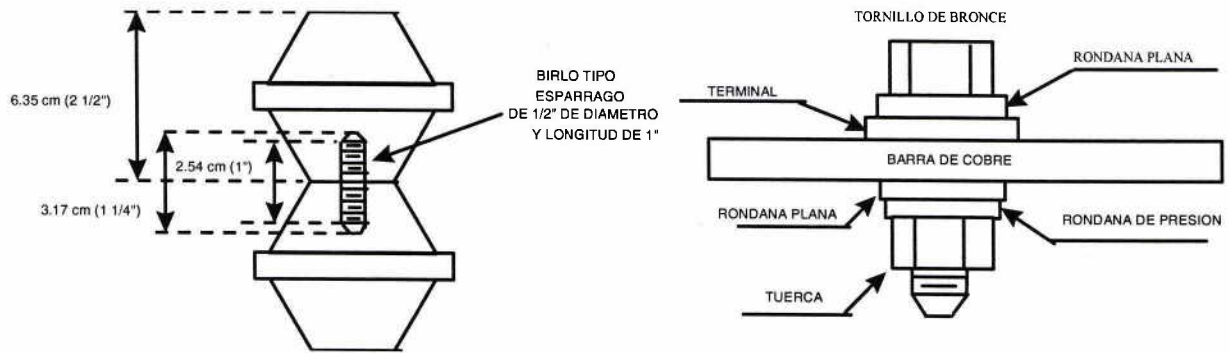 6.35 cm (2 1/2")
2.54 cm (1")
3.17 cm (1 1/4")
BIRLO TIPO
ESPARRAGO
DE 1/2" DE DIAMETRO
Y LONGITUD DE 1"
TORNILLO DE BRONCE
RONDANA PLANA
TERMINAL
BARRA DE COBRE
RONDANA PLANA
RONDANA DE PRESION
TUERCA